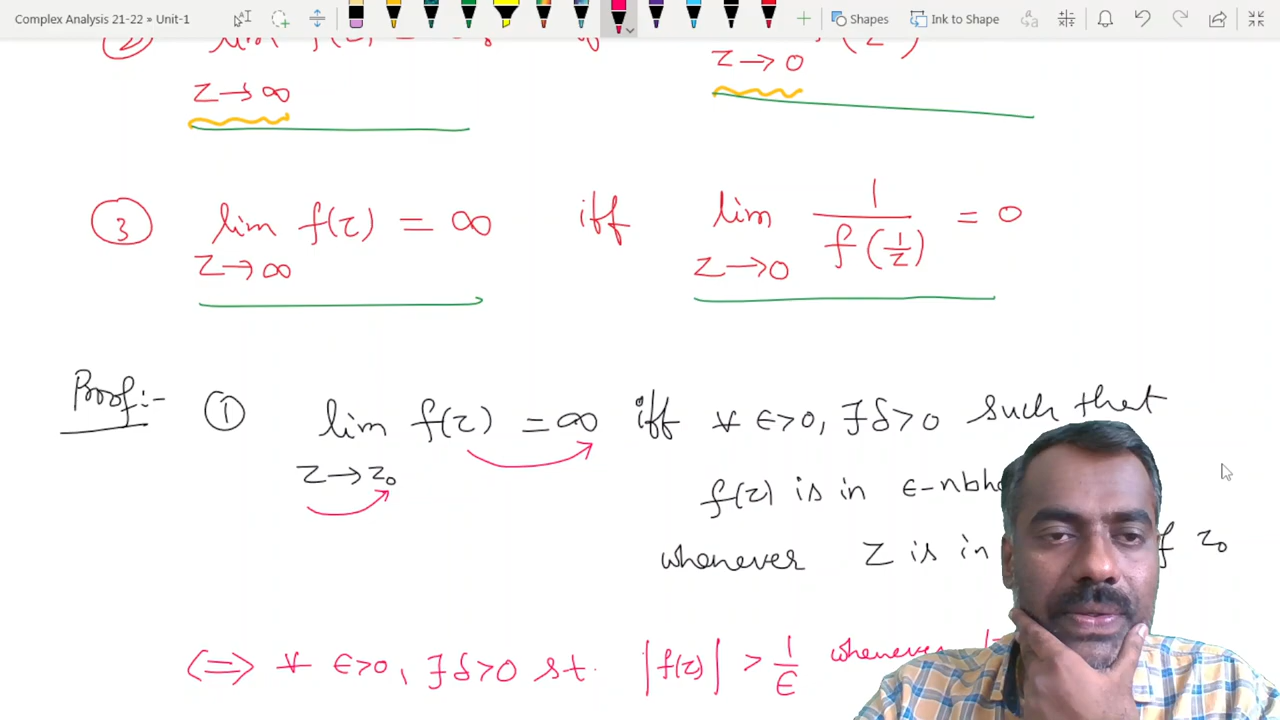 Complex Analysis 21-22 » Unit-1
Shapes
Ink to Shape
②
z→∞
z→0
③ lim f(z) = ∞ iff lim 1/f(1/z) = 0
z→∞ z→0
Proof:- ① lim f(z) = ∞ iff ∀ ε>0, ∃ δ>0 such that
z→z₀
f(z) is in ε-nbh
whenever z is in f z₀
⇔ ∀ ε>0, ∃ δ>0 st. |f(z)| > 1/ε whenever